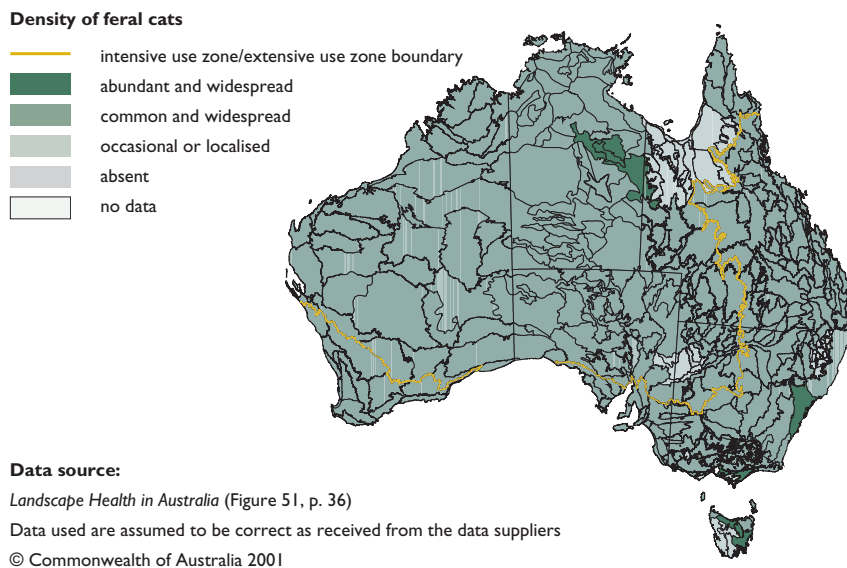 Density of feral cats
intensive use zone/extensive use zone boundary
abundant and widespread
common and widespread
occasional or localised
absent
no data
Data source:
Landscape Health in Australia (Figure 51, p. 36)
Data used are assumed to be correct as received from the data suppliers
© Commonwealth of Australia 2001